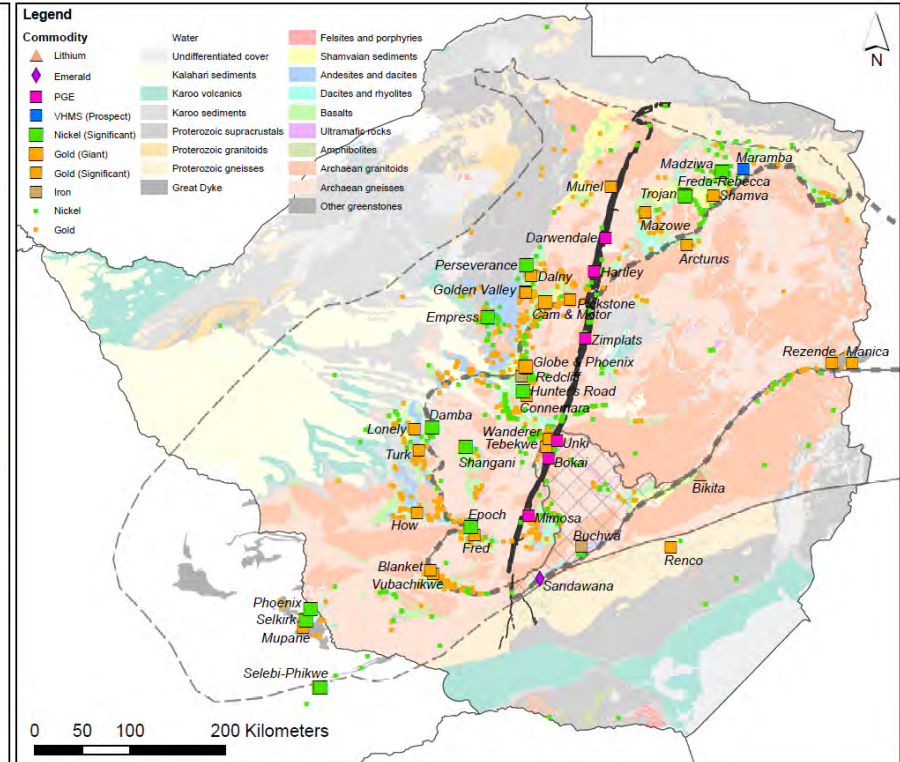 Legend
Commodity
Lithium
Emerald
PGE
VHMS (Prospect)
Nickel (Significant)
Gold (Giant)
Gold (Significant)
Iron
Nickel
Gold
Water
Undifferentiated cover
Kalahari sediments
Karoo volcanics
Karoo sediments
Proterozoic supracrustals
Proterozoic granitoids
Proterozoic gneisses
Great Dyke
Felsites and porphyries
Shamvaian sediments
Andesites and dacites
Dacites and rhyolites
Basalts
Ultramafic rocks
Amphibolites
Archaean granitoids
Archaean gneisses
Other greenstones
N
Madziwa
Maramba
Freda-Rebecca
Trojan
Shamva
Muriel
Mazowe
Arcturus
Darwendale
Perseverance
Dalny
Hartley
Golden Valley
Pickstone
Cam & Motor
Empress
Zimplats
Rezende
Manica
Globe & Phoenix
Redcliff
Hunter's Road
Connemara
Damba
Lonely
Wanderer
Tebekwe
Unki
Turk
Shangani
Bokai
Bikita
How
Epoch
Mimosa
Fred
Buchwa
Renco
Blanket
Vubachikwe
Sandawana
Phoenix
Selkirk
Mupane
Selebi-Phikwe
0 50 100 200 Kilometers